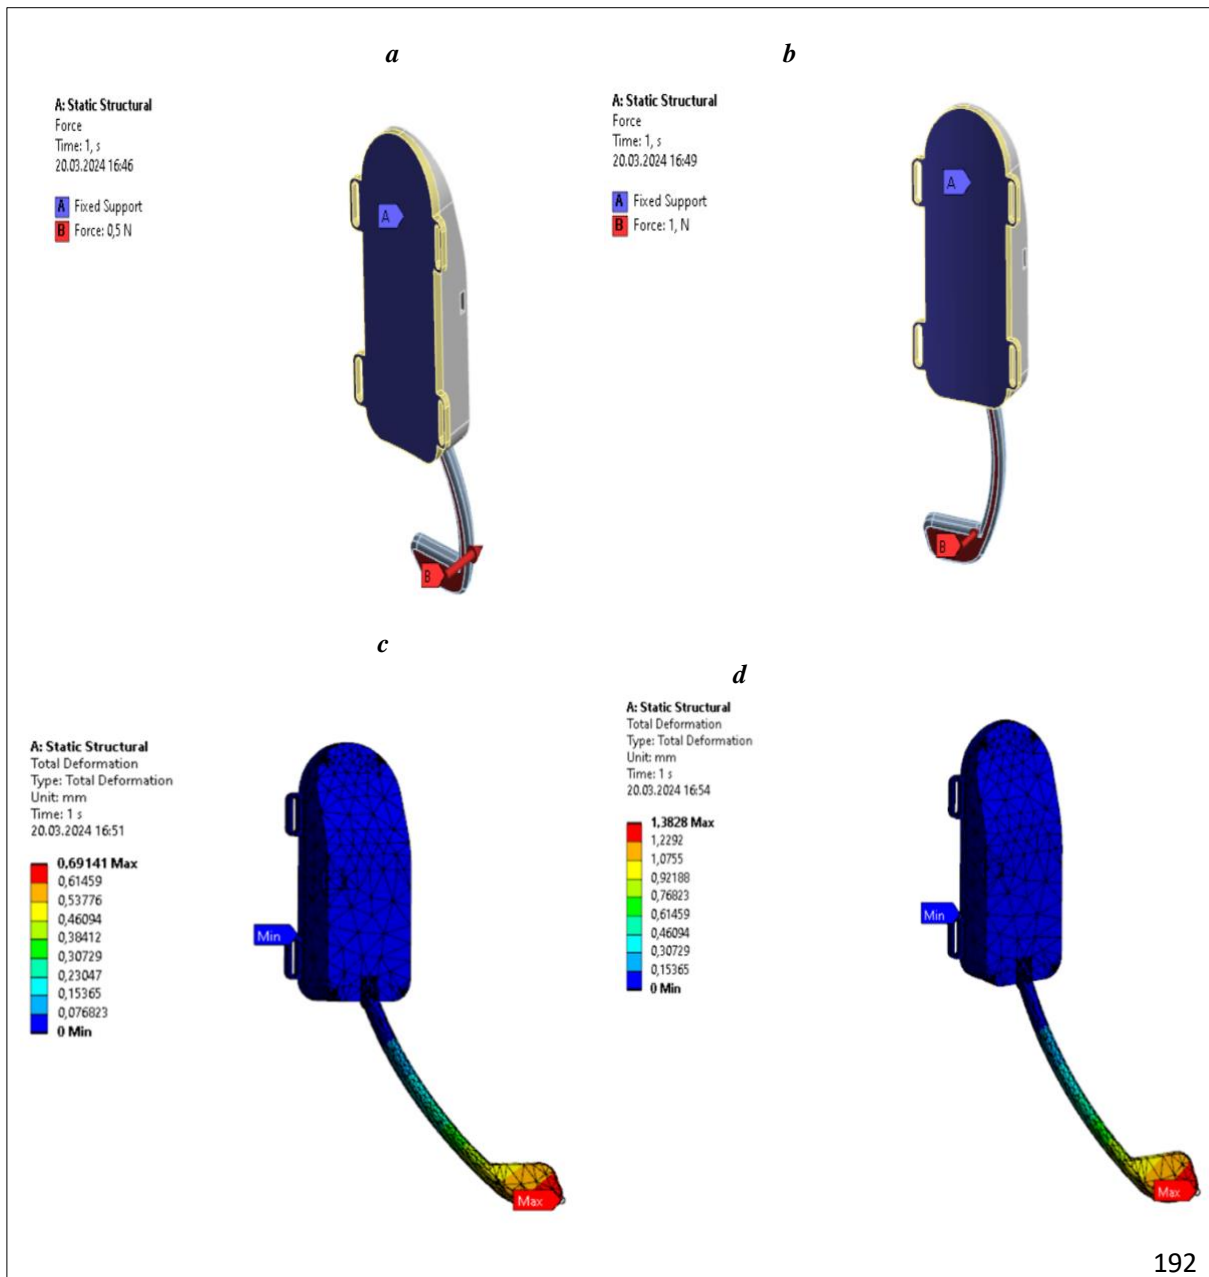 a
A: Static Structural
Force
Time: 1, s
20.03.2024 16:46
A Fixed Support
B Force: 0,5 N
A
B
b
A: Static Structural
Force
Time: 1, s
20.03.2024 16:49
A Fixed Support
B Force: 1, N
A
B
c
A: Static Structural
Total Deformation
Type: Total Deformation
Unit: mm
Time: 1 s
20.03.2024 16:51
0,69141 Max
0,61459
0,53776
0,46094
0,38412
0,30729
0,23047
0,15365
0,076823
0 Min
Min
Max
d
A: Static Structural
Total Deformation
Type: Total Deformation
Unit: mm
Time: 1 s
20.03.2024 16:54
1,3828 Max
1,2292
1,0755
0,92188
0,76823
0,61459
0,46094
0,30729
0,15365
0 Min
Min
Max
192